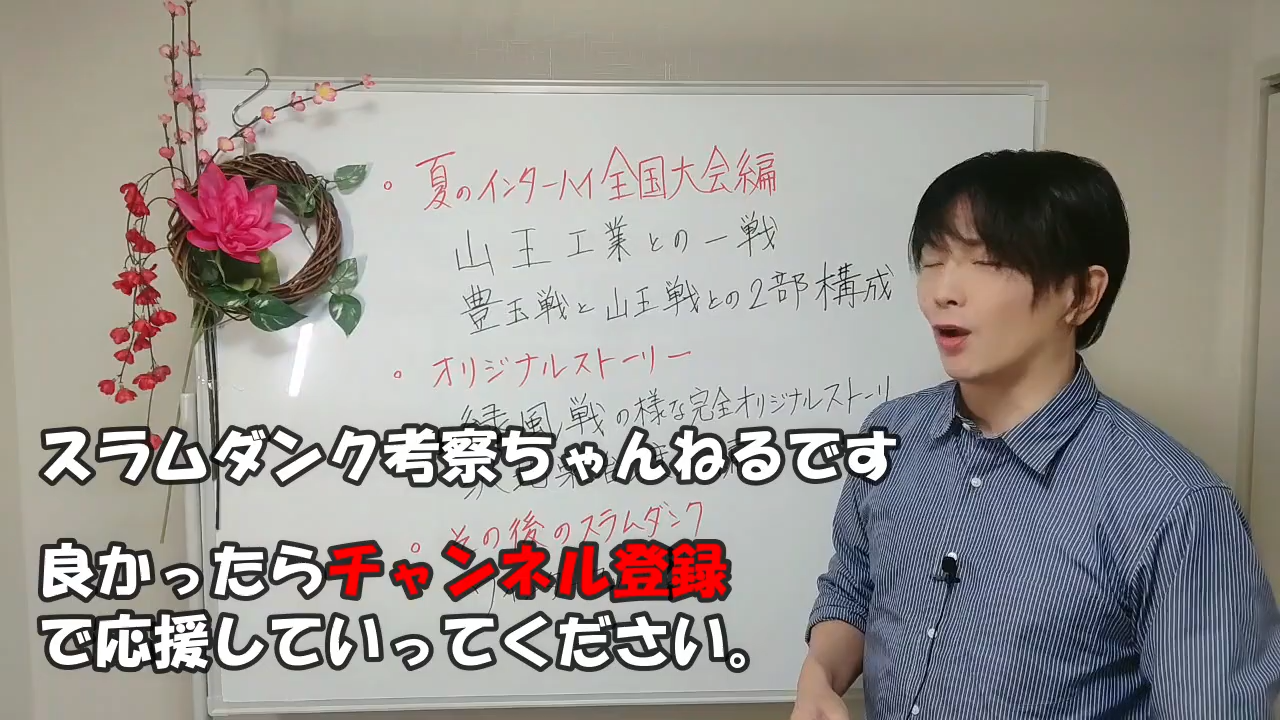 。夏のインターハイ全国大会編
山王工業との一戦
豊玉戦と山王戦との2部構成
。オリジナルストーリー
緑風戦の様な完全オリジナルストーリ
スラムダンク考察ちゃんねるです
。その後のスラムダンク
良かったらチャンネル登録
で応援していってください。